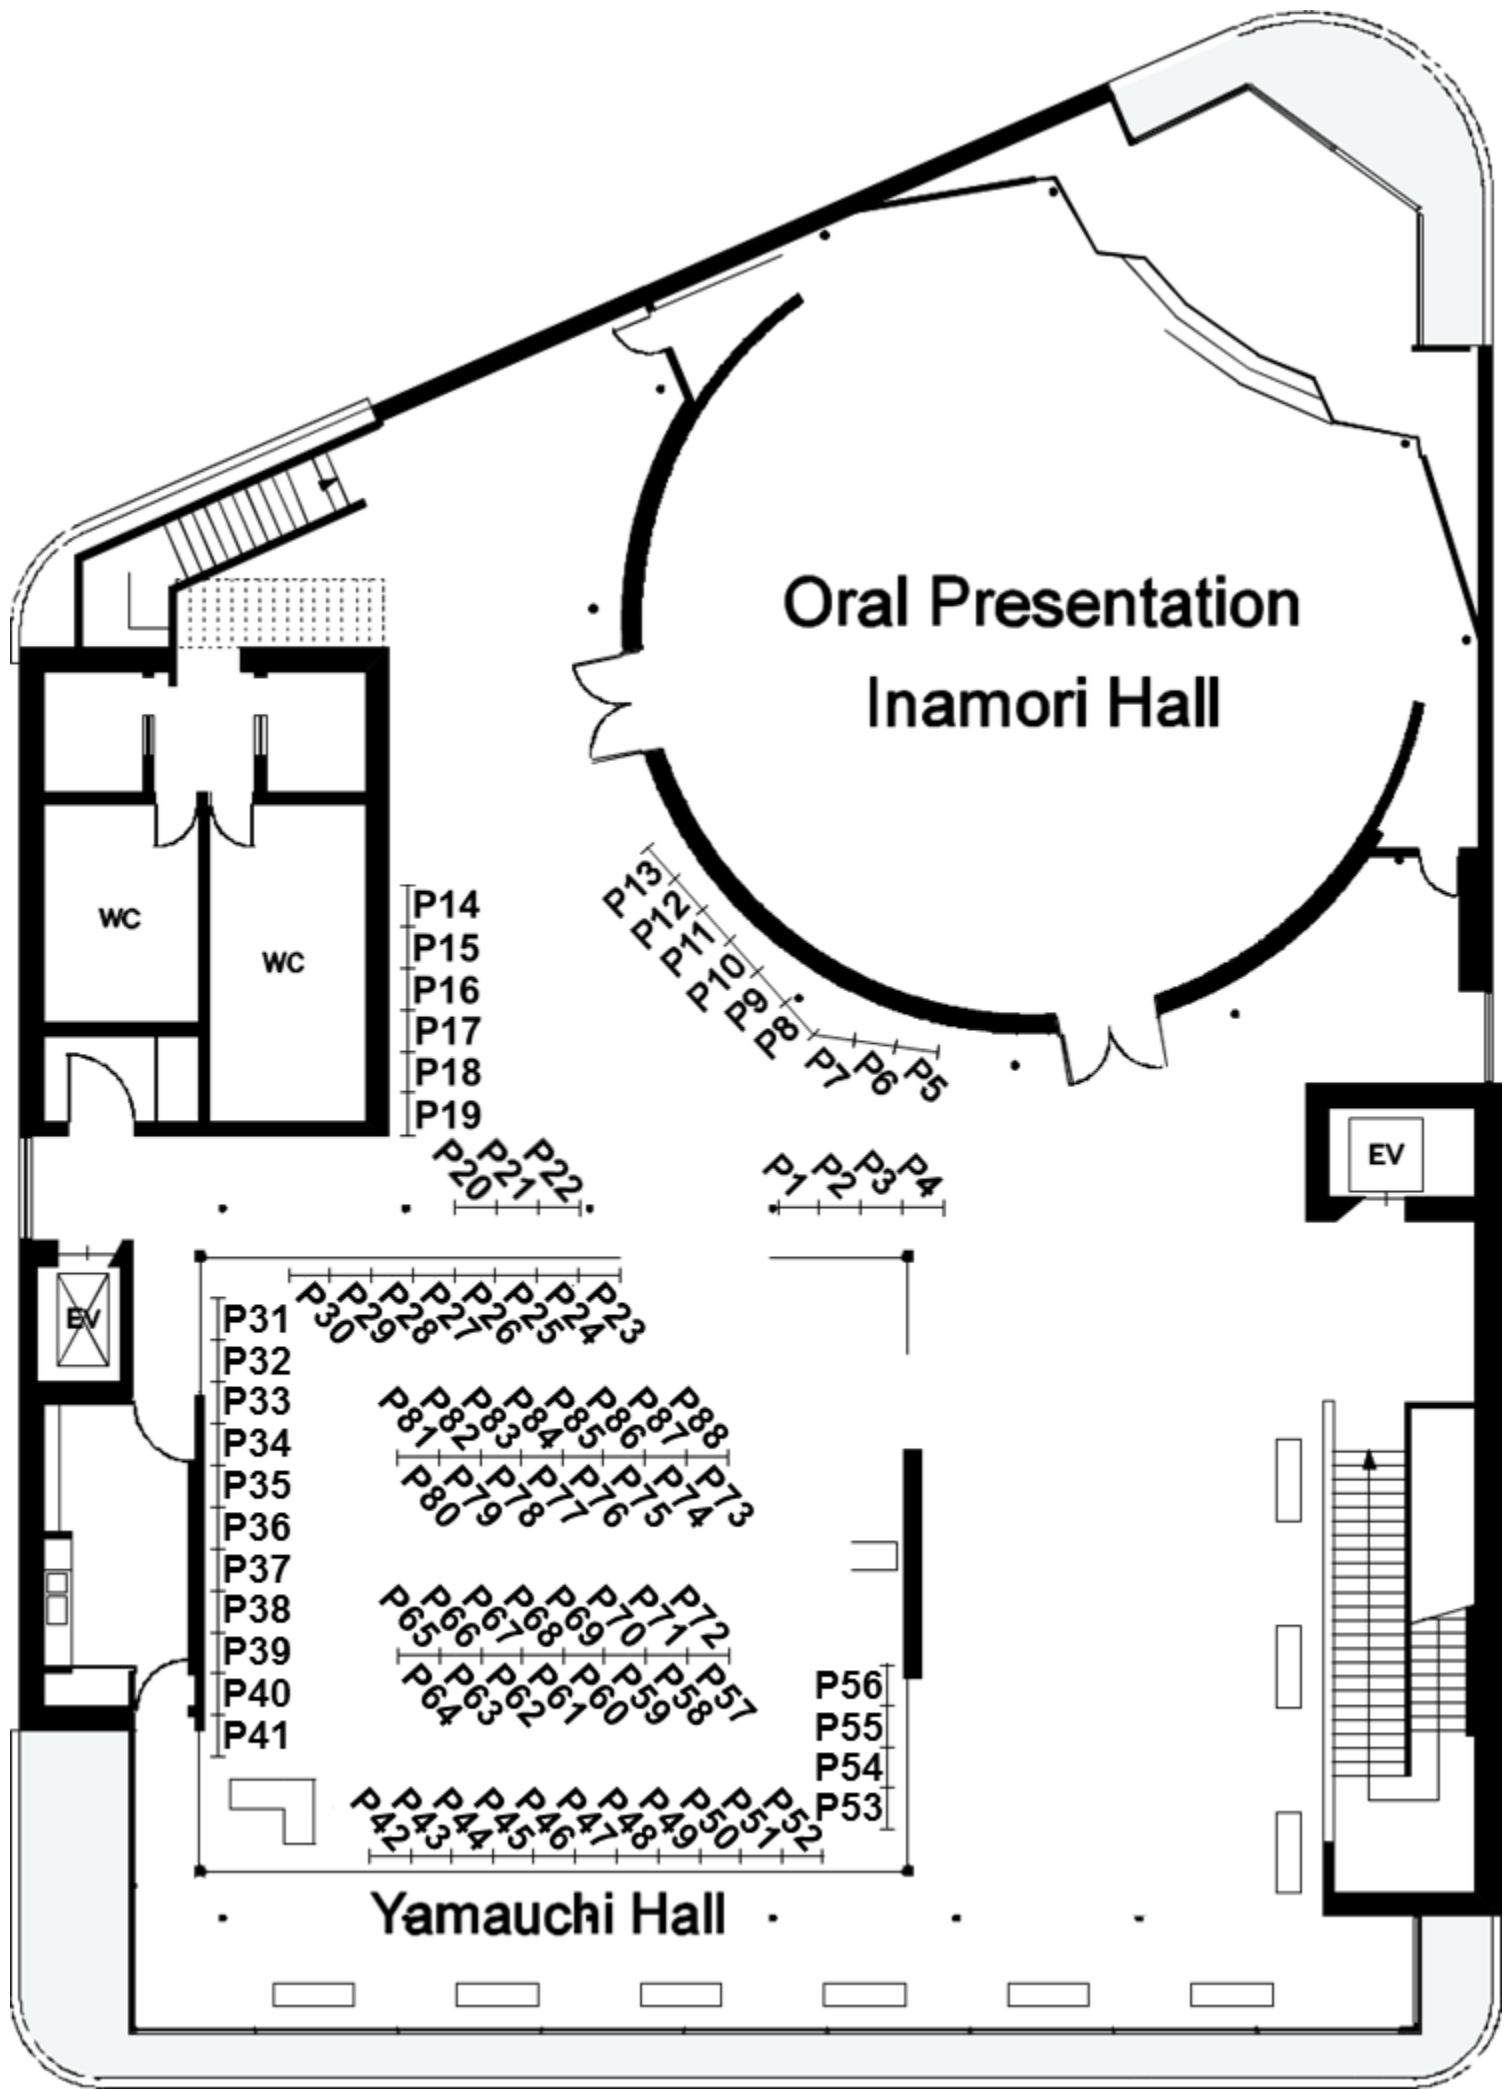 Oral Presentation
Inamori Hall
P13
P12
P11
P10
P9
P8
P7
P6
P5
P14
P15
P16
P17
P18
P19
WC
WC
P20 P21 P22
P1 P2 P3 P4
EV
EV
P30 P29 P28 P27 P26 P25 P24 P23
P31
P32
P33
P34
P35
P36
P37
P38
P39
P40
P41
P81 P82 P83 P84 P85 P86 P87 P88
P80 P79 P78 P77 P76 P75 P74 P73
P65 P66 P67 P68 P69 P70 P71 P72
P64 P63 P62 P61 P60 P59 P58 P57
P56
P55
P54
P53
P42 P43 P44 P45 P46 P47 P48 P49 P50 P51 P52
Yamauchi Hall